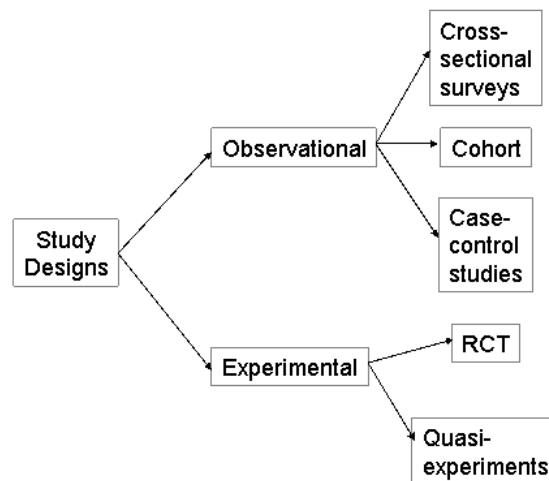 Cross-
sectional
surveys
Observational
Cohort
Study
Designs
Case-
control
studies
Experimental
RCT
Quasi-
experiments